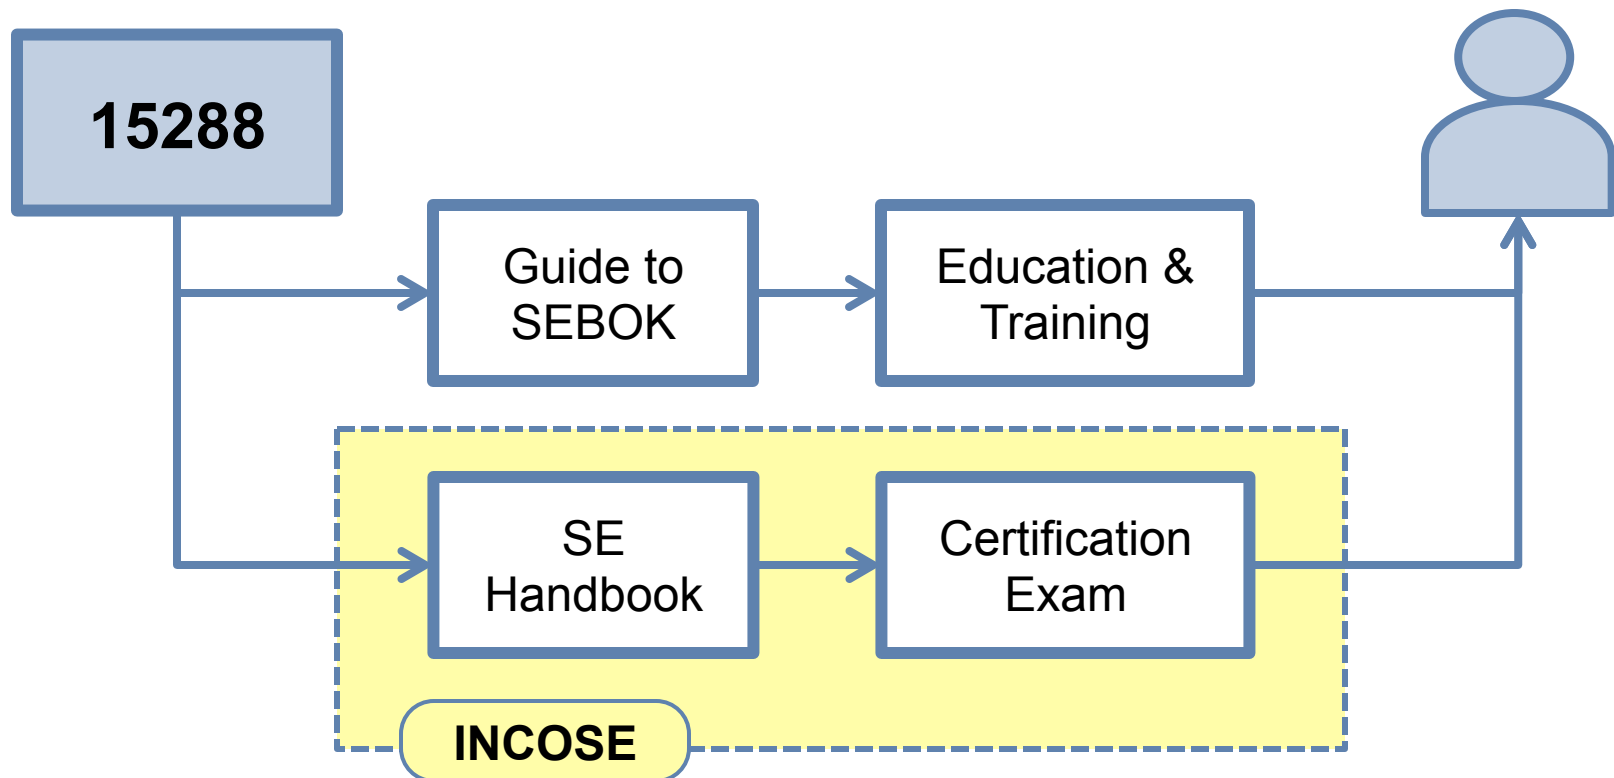 15288
Guide to
SEBOK
Education &
Training
SE
Handbook
Certification
Exam
INCOSE